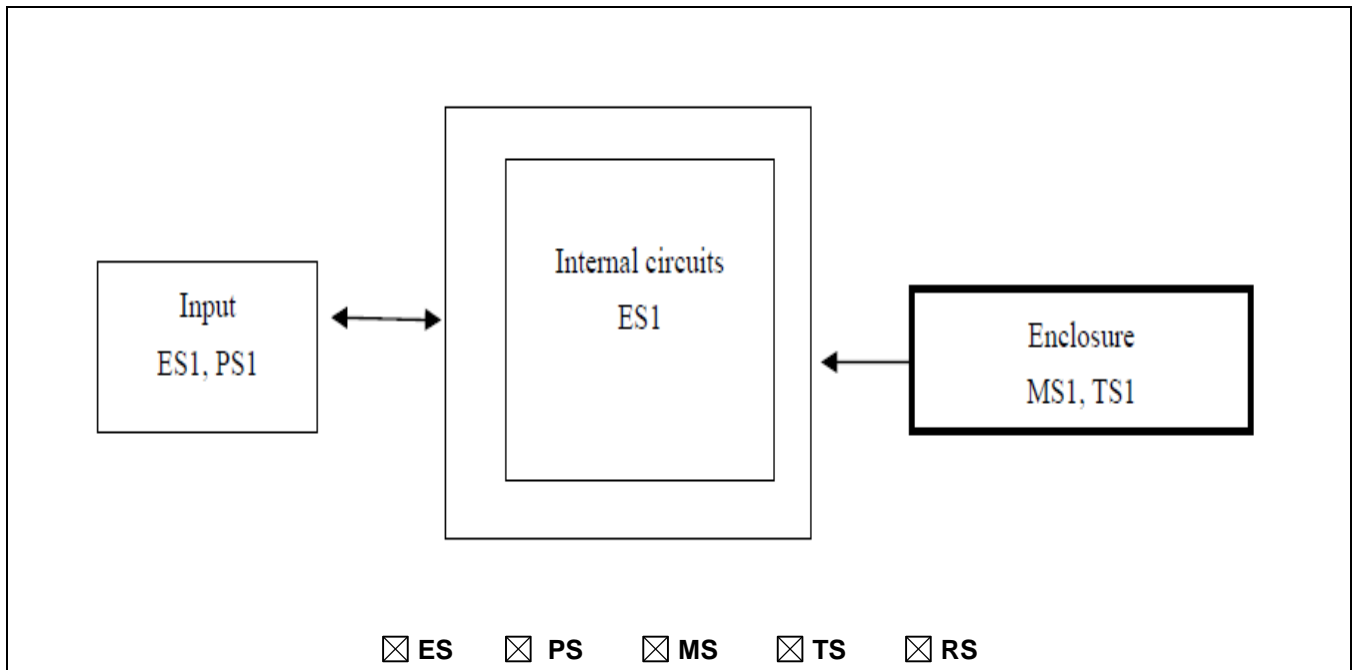 Input
ES1, PS1
Internal circuits
ES1
Enclosure
MS1, TS1
☒ ES ☒ PS ☒ MS ☒ TS ☒ RS